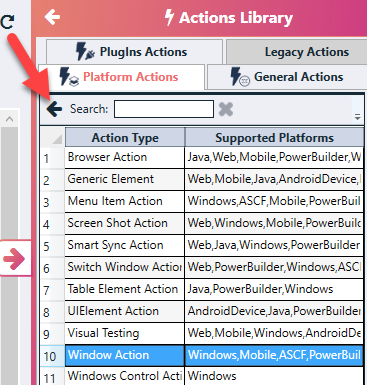 Actions Library
PlugIns Actions
Legacy Actions
Platform Actions
General Actions
Search:
Action Type Supported Platforms
1 Browser Action Java,Web,Mobile,PowerBuilder,W
2 Generic Element Web,Mobile,Java,AndroidDevice,
3 Menu Item Action Windows,ASCF,Mobile,PowerBuil
4 Screen Shot Action Web,Windows,Mobile,PowerBuil
5 Smart Sync Action Web,Java,Windows,PowerBuilder
6 Switch Window Action Web,PowerBuilder,Windows,ASC
7 Table Element Action Java,PowerBuilder,Windows
8 UIElement Action AndroidDevice,Java,PowerBuilder
9 Visual Testing Web,Mobile,Windows,AndroidDe
10 Window Action Windows,Mobile,ASCF,PowerBuil
11 Windows Control Acti Windows